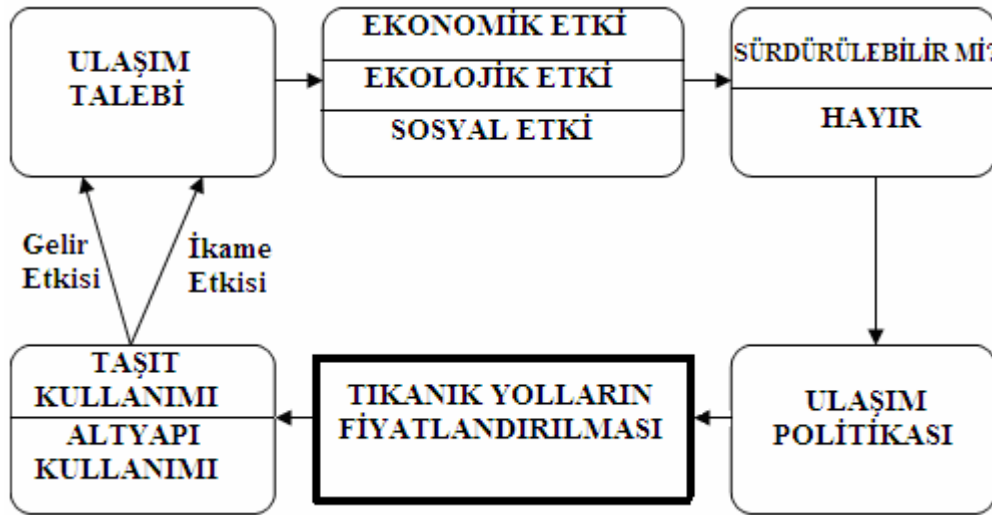 ULAŞIM
TALEBİ
EKONOMİK ETKİ
EKOLOJİK ETKİ
SOSYAL ETKİ
SÜRDÜRÜLEBİLİR Mİ?
HAYIR
Gelir
Etkisi
İkame
Etkisi
TAŞIT
KULLANIMI
ALTYAPI
KULLANIMI
TIKANIK YOLLARIN
FİYATLANDIRILMASI
ULAŞIM
POLİTİKASI